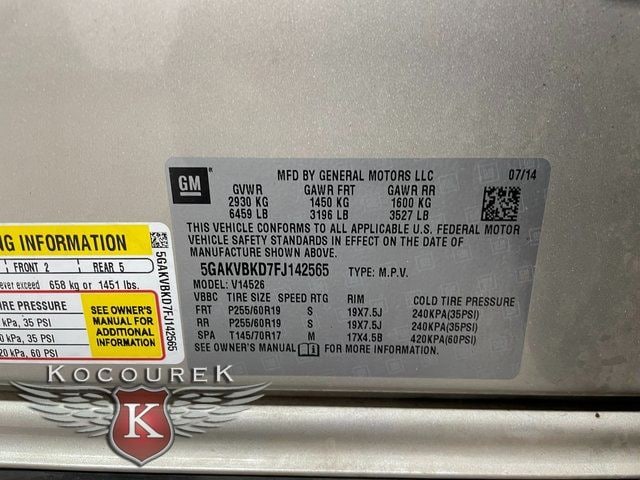 GM
MFD BY GENERAL MOTORS LLC 07/14
GVWR GAWR FRT GAWR RR
2930 KG 1450 KG 1600 KG
6459 LB 3196 LB 3527 LB
THIS VEHICLE CONFORMS TO ALL APPLICABLE U.S. FEDERAL MOTOR
VEHICLE SAFETY STANDARDS IN EFFECT ON THE DATE OF
MANUFACTURE SHOWN ABOVE.
5GAKVBKD7FJ142565 TYPE: M.P.V.
MODEL: V14526
VBBC TIRE SIZE SPEED RTG RIM COLD TIRE PRESSURE
FRT P255/60R19 S 19X7.5J 240KPA(35PSI)
RR P255/60R19 S 19X7.5J 240KPA(35PSI)
SPA T145/70R17 M 17X4.5B 420KPA(60PSI)
SEE OWNER'S MANUAL FOR MORE INFORMATION
NG INFORMATION
FRONT 2 REAR 5
ever exceed 658 kg or 1451 lbs.
TIRE PRESSURE
kPa, 35 PSI
0 kPa, 35 PSI
20 kPa, 60 PSI
SEE OWNER'S
MANUAL FOR
ADDITIONAL
INFORMATION
5GAKVBKD7FJ142565
KOCOUREK
K